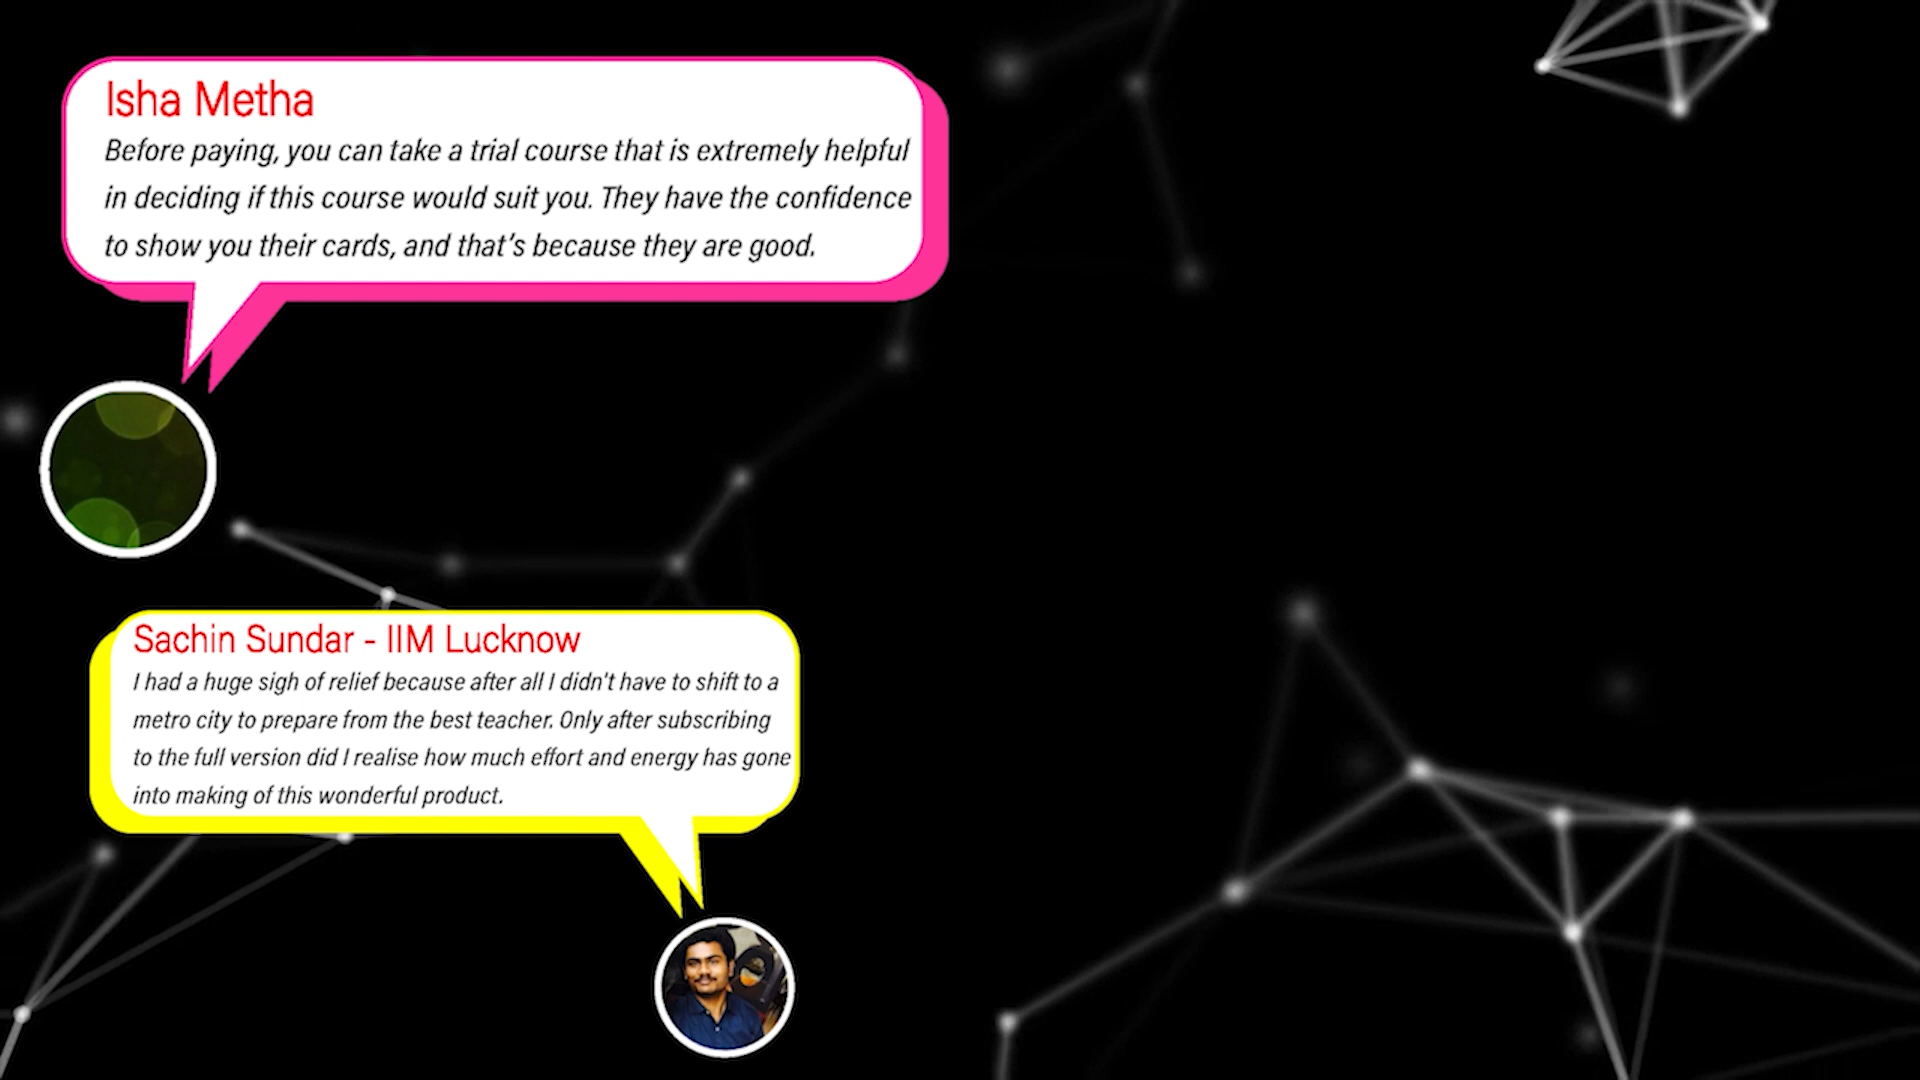 Isha Metha
Before paying, you can take a trial course that is extremely helpful
in deciding if this course would suit you. They have the confidence
to show you their cards, and that's because they are good.
Sachin Sundar - IIM Lucknow
I had a huge sigh of relief because after all I didn't have to shift to a
metro city to prepare from the best teacher. Only after subscribing
to the full version did I realise how much effort and energy has gone
into making of this wonderful product.